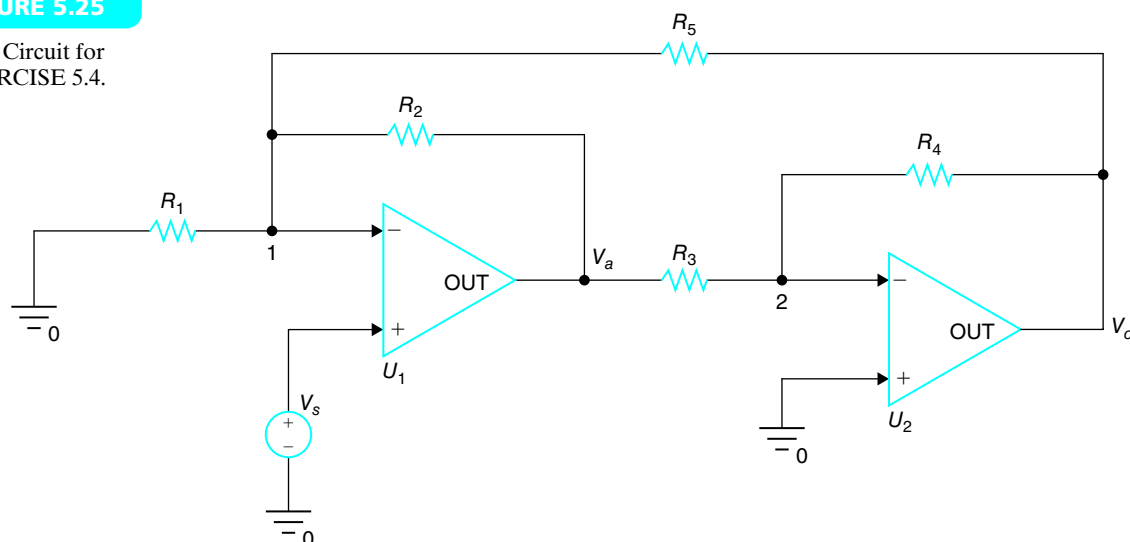 URE 5.25
Circuit for
RCISE 5.4.
R5
R2
R4
R1
1
−
Va
R3
OUT
2
−
0
+
OUT
Vo
U1
Vs
+
+
−
U2
0
0